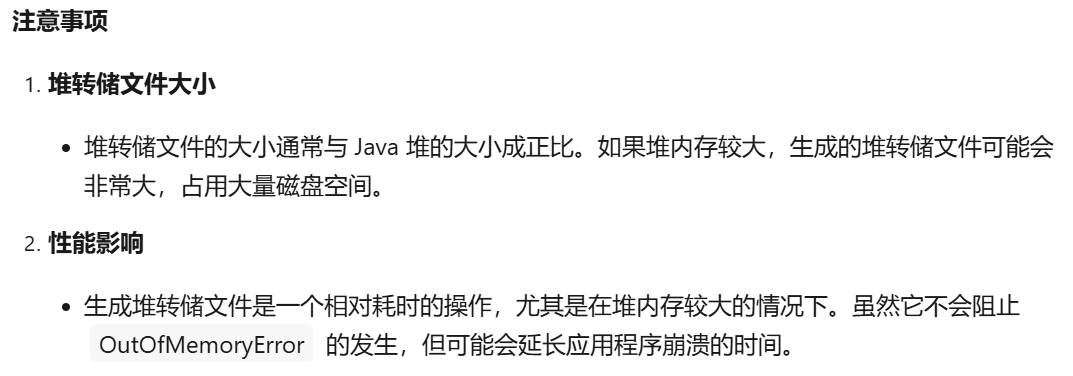 注意事项
1. 堆转储文件大小
• 堆转储文件的大小通常与 Java 堆的大小成正比。如果堆内存较大，生成的堆转储文件可能会
非常大，占用大量磁盘空间。
2. 性能影响
• 生成堆转储文件是一个相对耗时的操作，尤其是在堆内存较大的情况下。虽然它不会阻止
OutOfMemoryError 的发生，但可能会延长应用程序崩溃的时间。